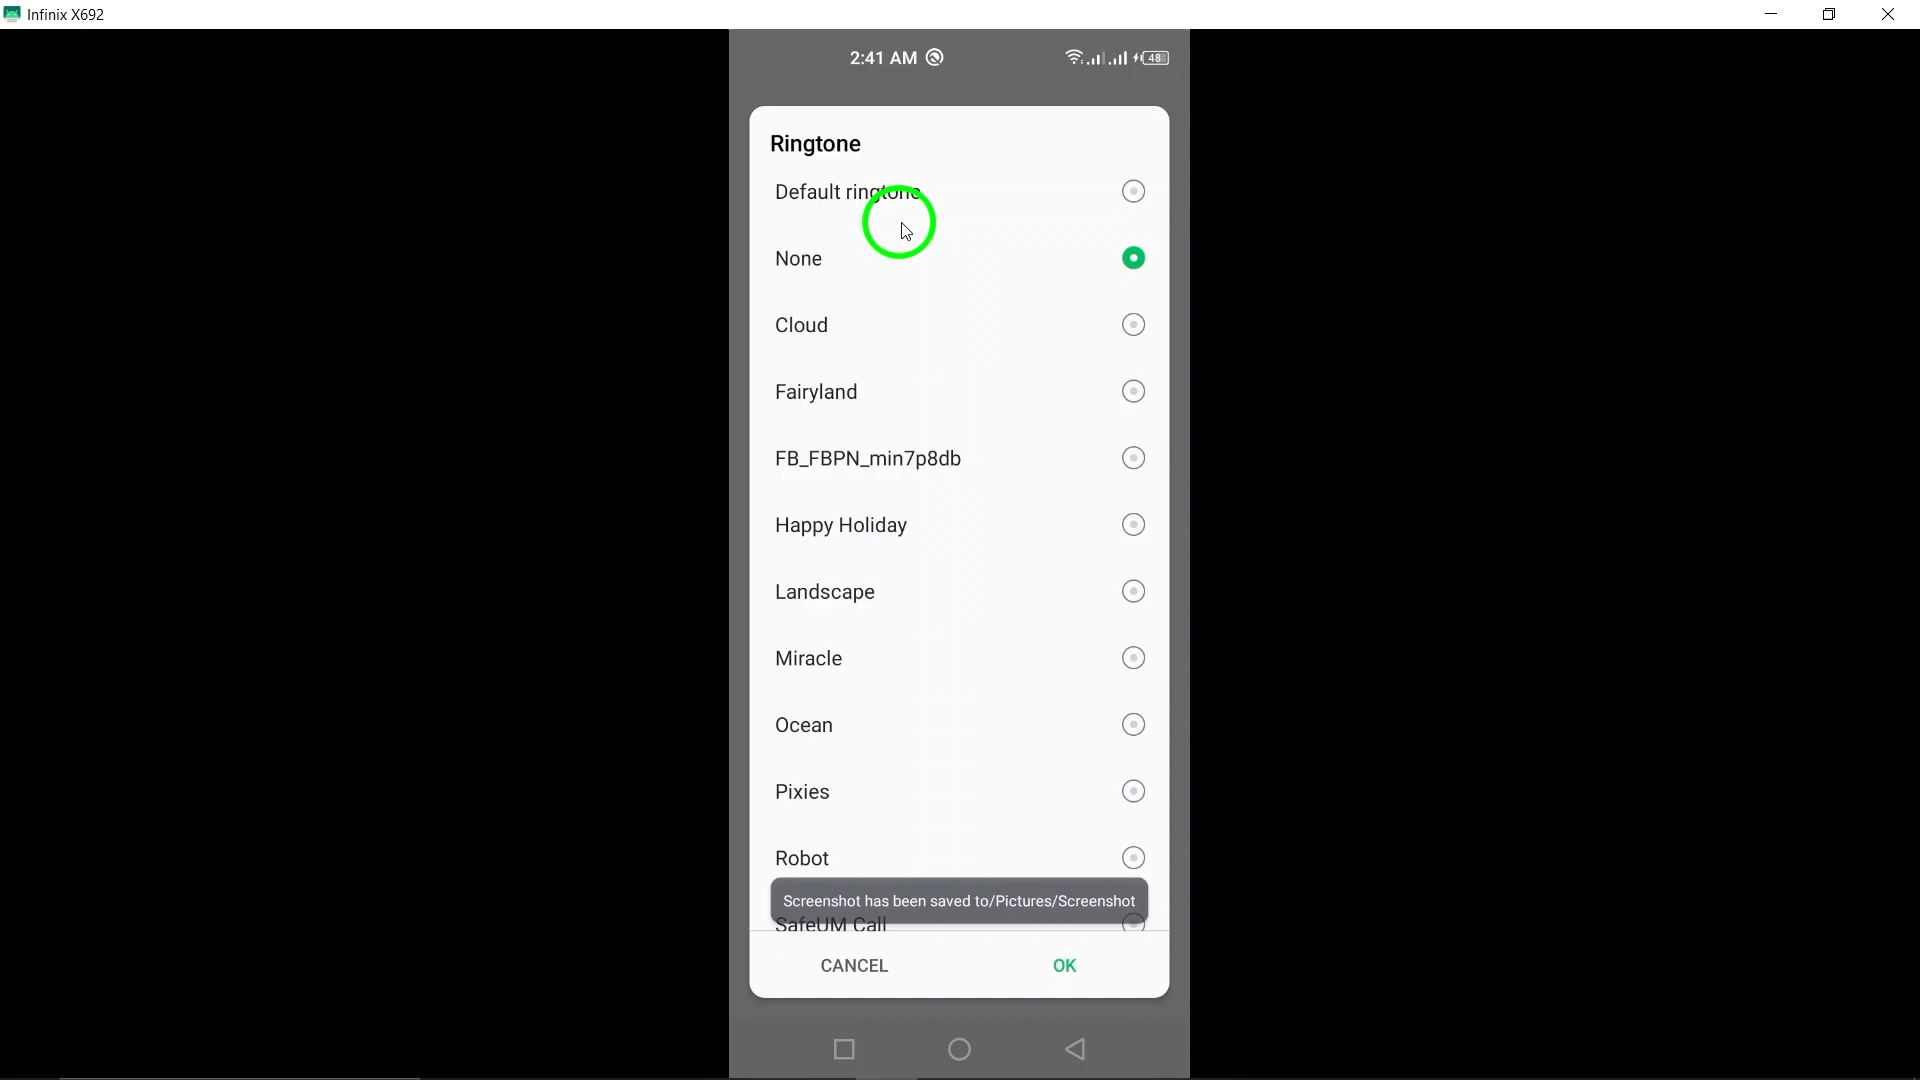 Infinix X692
2:41 AM
48
Ringtone
Default ringtone
None
Cloud
Fairyland
FB_FBPN_min7p8db
Happy Holiday
Landscape
Miracle
Ocean
Pixies
Robot
Screenshot has been saved to/Pictures/Screenshot
SafeUM Call
CANCEL
OK